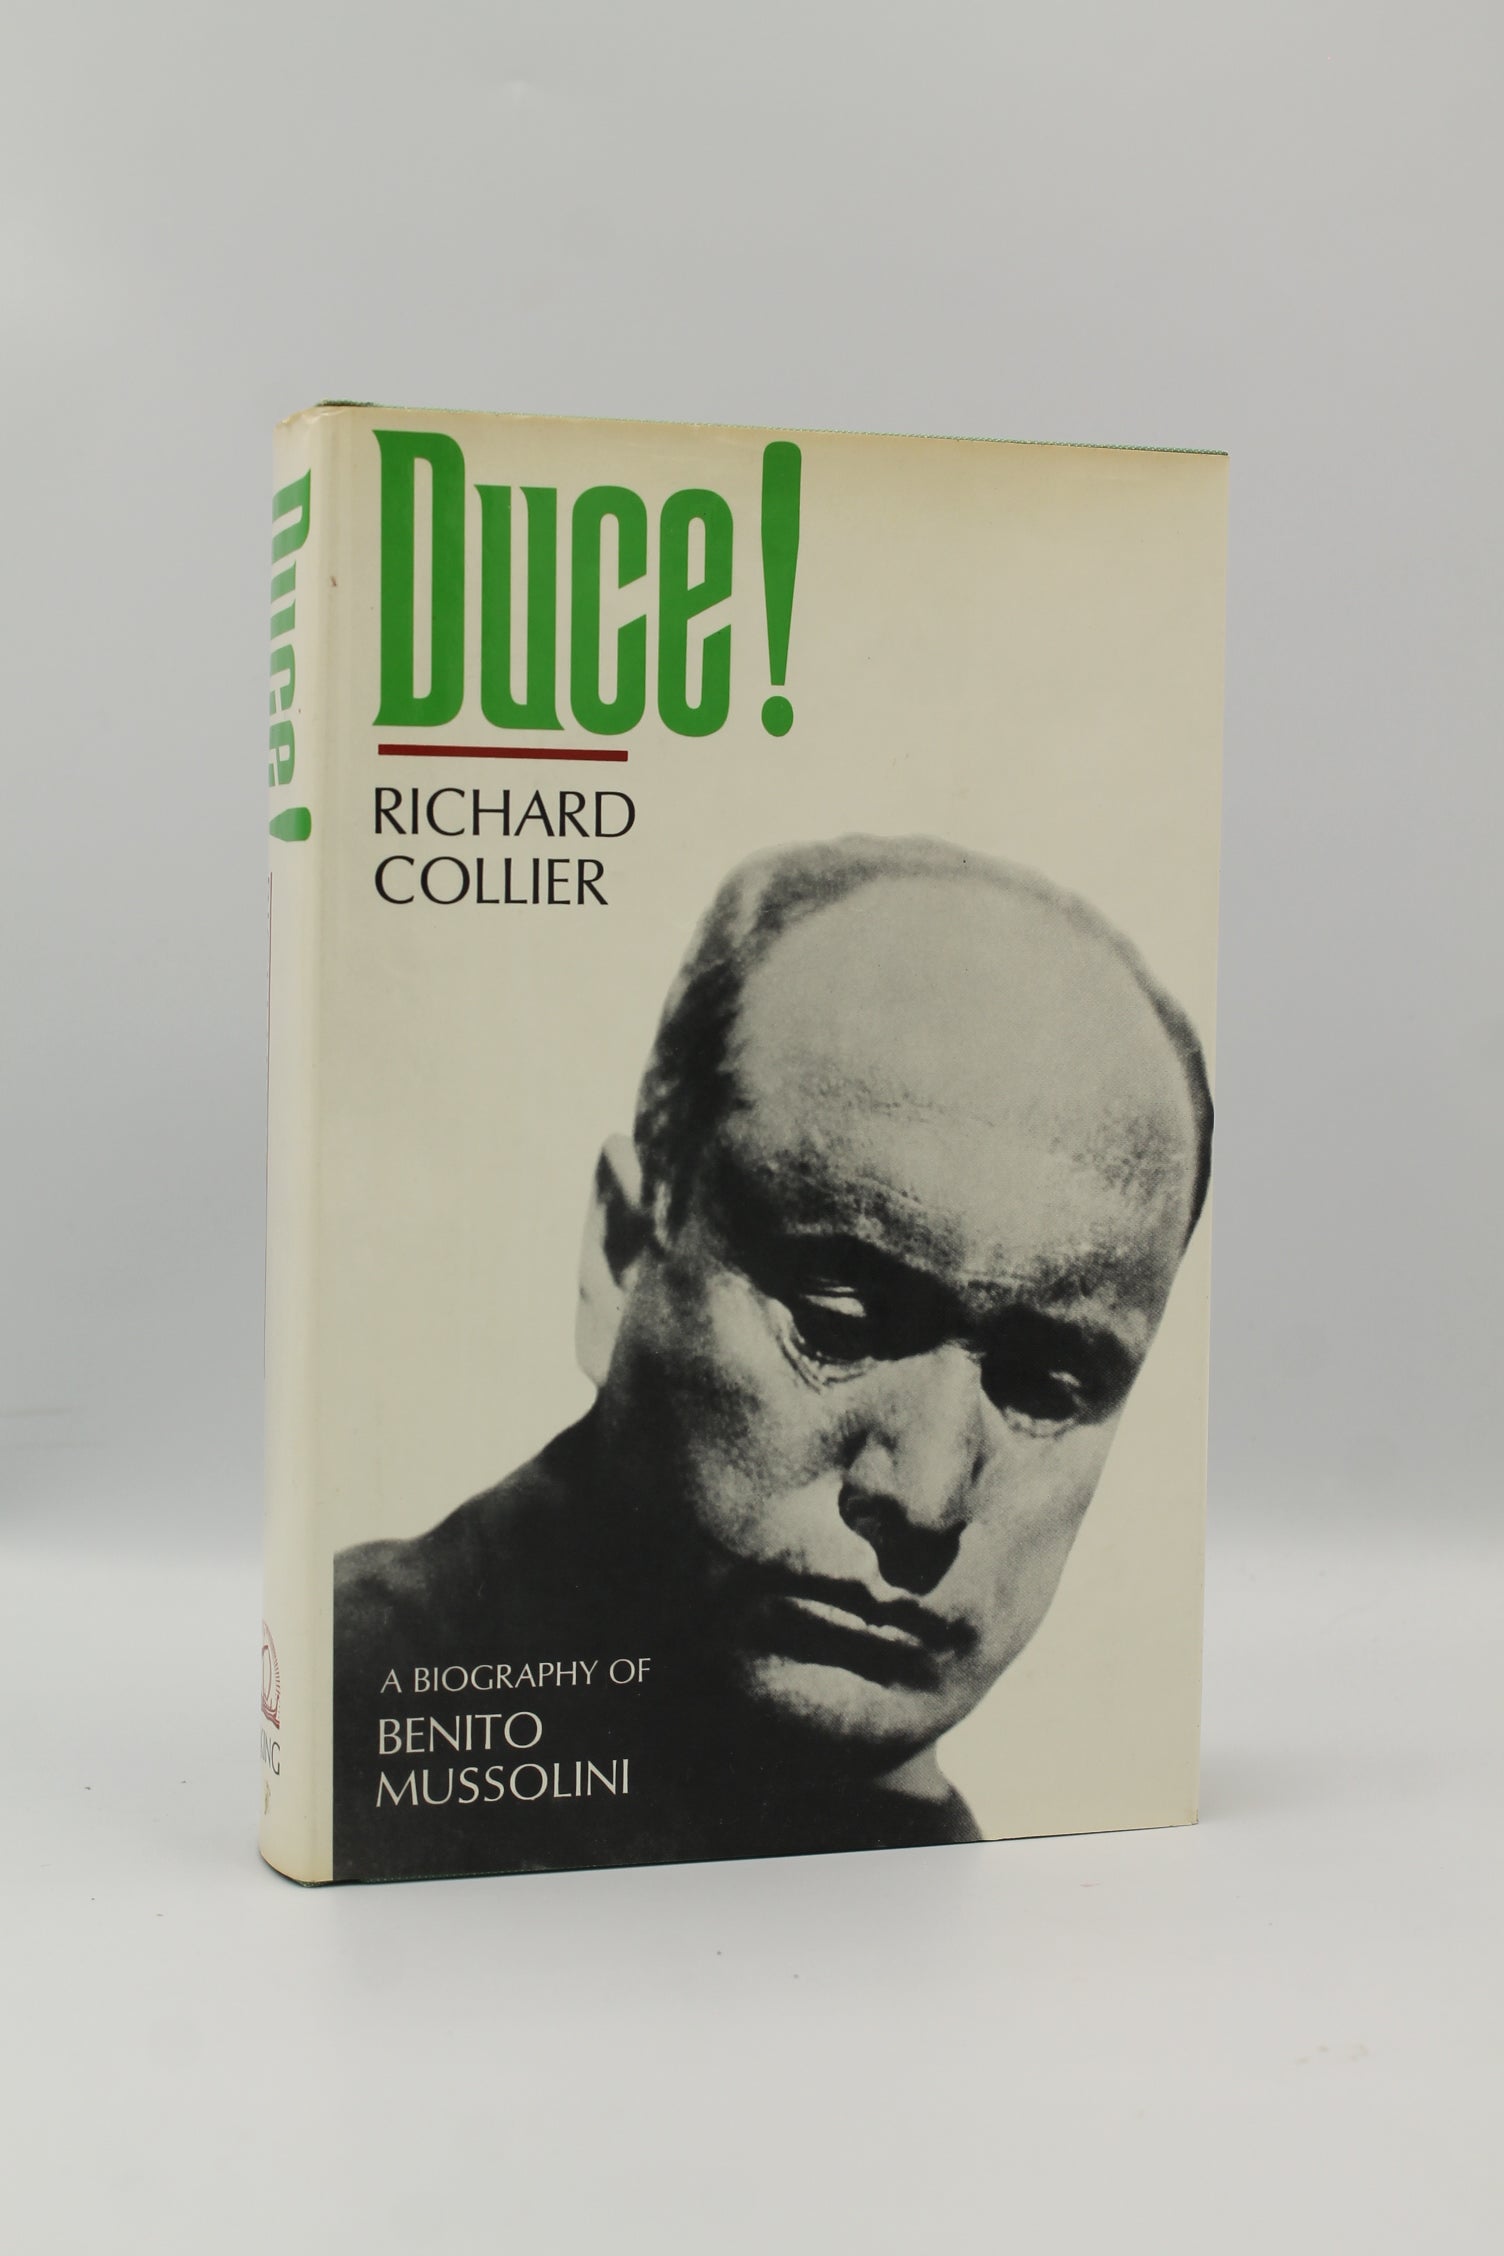 Duce!
RICHARD
COLLIER
A BIOGRAPHY OF
BENITO
MUSSOLINI
Duce!